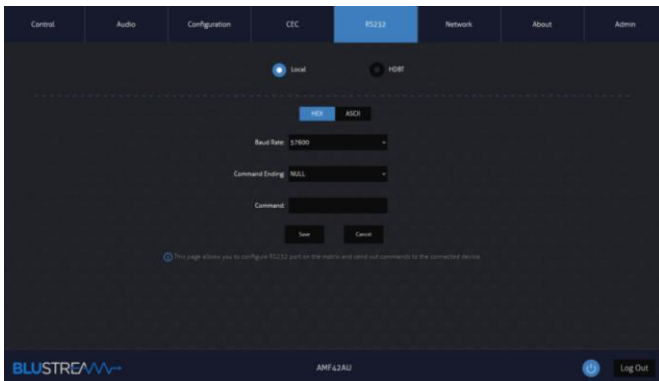 Control Audio Configuration CEC RS232 Network About Admin
Local HDBT
HEX ASCII
Baud Rate: 57600
Command Ending: NULL
Command:
Save Cancel
This page allows you to configure RS232 port on the matrix and send out commands to the connected device.
BLUSTREAM AMF42AU Log Out